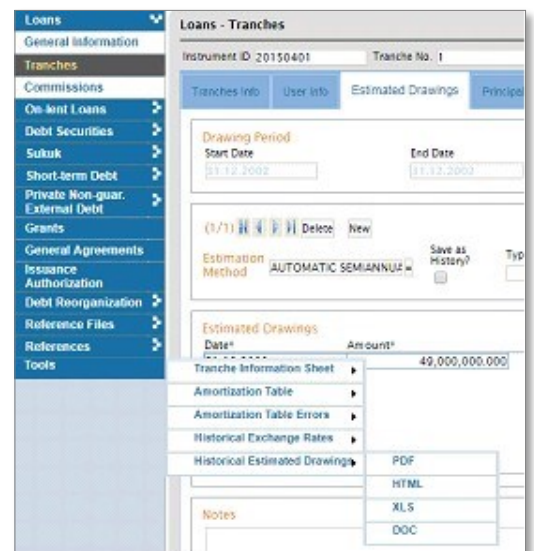 Loans
General Information
Tranches
Commissions
On-lent Loans
Debt Securities
Sukuk
Short-term Debt
Private Non-guar.
External Debt
Grants
General Agreements
Issuance
Authorization
Debt Reorganization
Reference Files
References
Tools
Loans - Tranches
Instrument ID 20150401 Tranche No. 1
Tranches Info User Info Estimated Drawings Principal
Drawing Period
Start Date End Date
31.12.2002 31.12.2002
(1/1) Delete New
Estimation
Method AUTOMATIC SEMIANNUA Save as
History? Typ
Estimated Drawings
Date* Amount*
49,000,000.000
Tranche Information Sheet
Amortization Table
Amortization Table Errors
Historical Exchange Rates
Historical Estimated Drawings
PDF
HTML
XLS
DOC
Notes